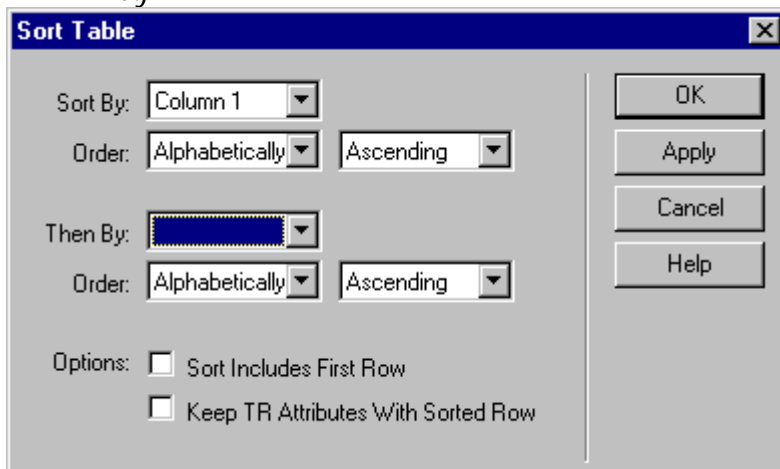 Sort Table
Sort By: Column 1
Order: Alphabetically Ascending
Then By:
Order: Alphabetically Ascending
Options: Sort Includes First Row
Keep TR Attributes With Sorted Row
OK
Apply
Cancel
Help